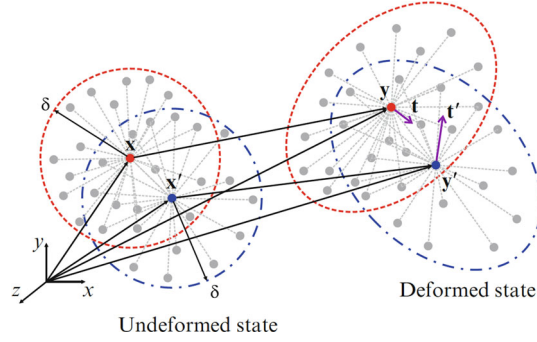 δ
x
x′
y
t
t′
y′
y
z
x
δ
Undeformed state
Deformed state